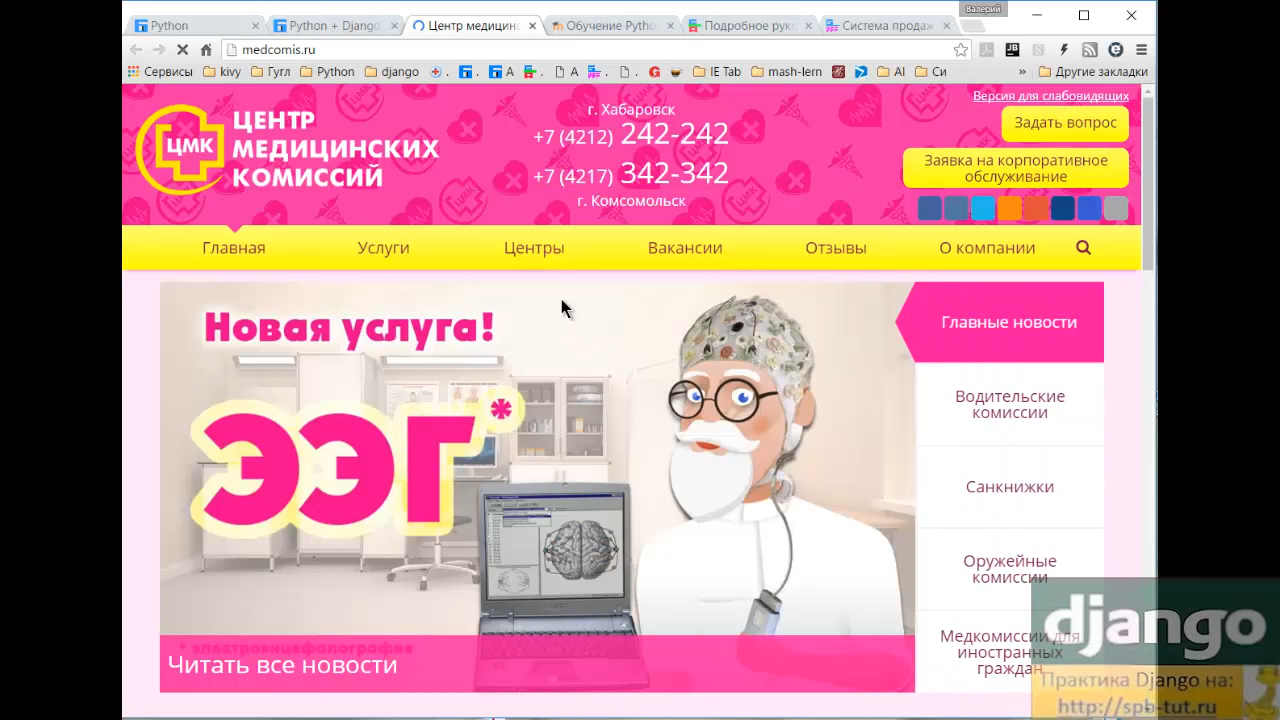 Валерий
Python
Python + Django
Центр медицинс
Обучение Pytho
Подробное рук
Система продаж
medcomis.ru
Сервисы
kivy
Гугл
Python
django
.
A
.
A
.
.
IE Tab
mash-lern
AI
Си
»
Другие закладки
Версия для слабовидящих
ЦМК
ЦЕНТР
МЕДИЦИНСКИХ
КОМИССИЙ
г. Хабаровск
+7 (4212) 242-242
+7 (4217) 342-342
г. Комсомольск
Задать вопрос
Заявка на корпоративное
обслуживание
Главная
Услуги
Центры
Вакансии
Отзывы
О компании
Новая услуга!
ЭЭГ*
* электроэнцефалография
Читать все новости
Главные новости
Водительские
комиссии
Санкнижки
Оружейные
комиссии
Медкомиссии для
иностранных
граждан
django
Практика Django на:
http://spb-tut.ru